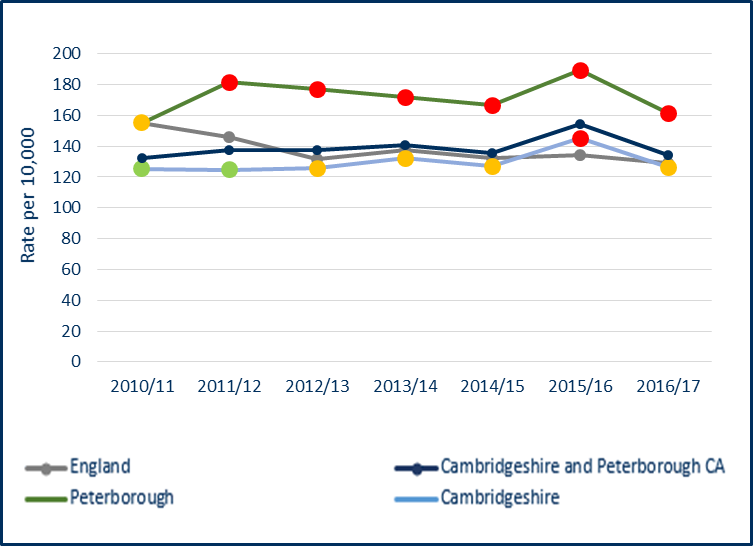 Rate per 10,000
200
180
160
140
120
100
80
60
40
20
0
2010/11 2011/12 2012/13 2013/14 2014/15 2015/16 2016/17
England Cambridgeshire and Peterborough CA
Peterborough Cambridgeshire